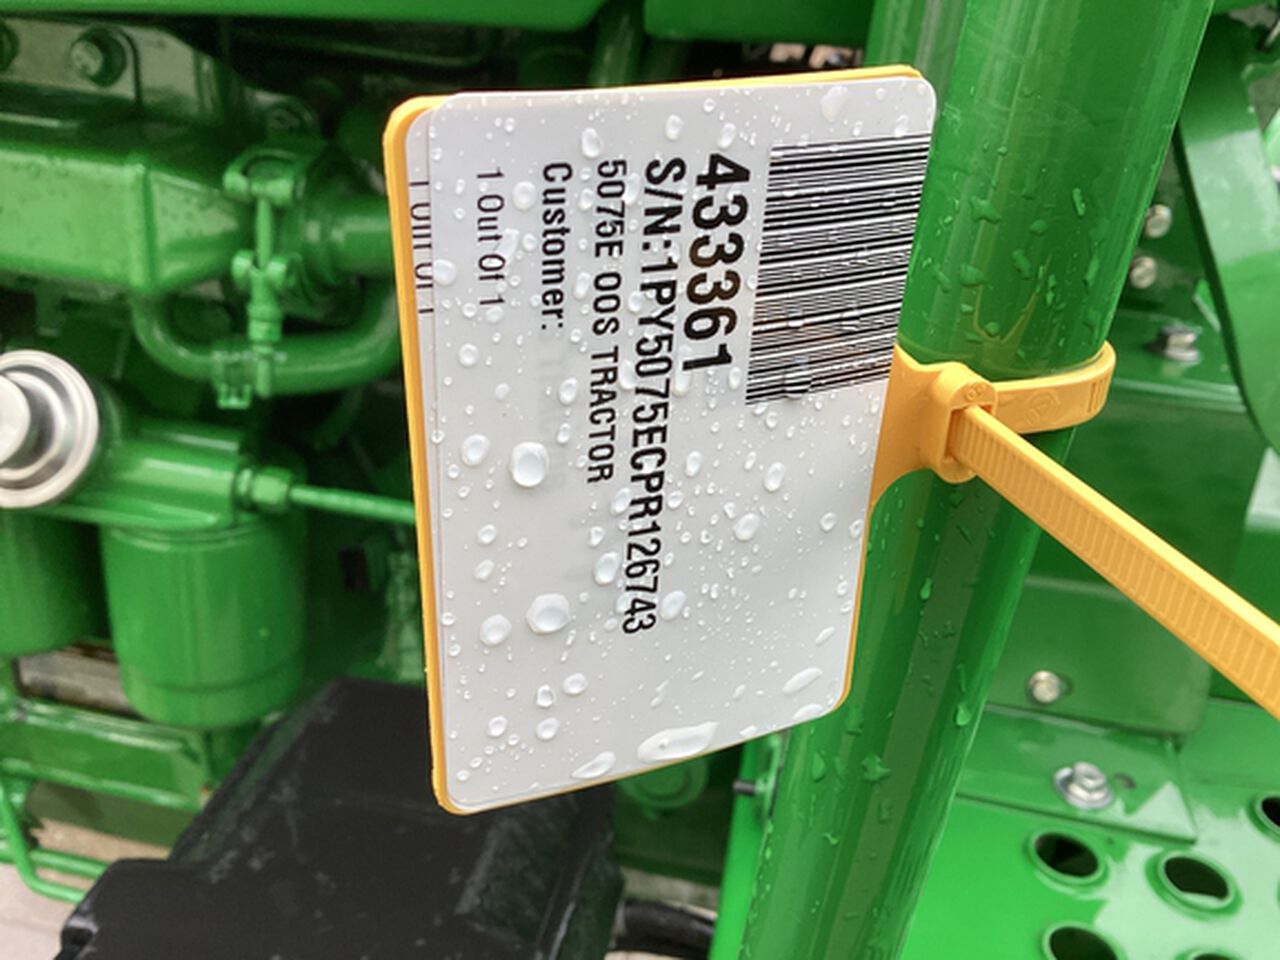 433361
S/N:1PY5075ECPR126743
5075E OOS TRACTOR
Customer:
1 Out Of 1